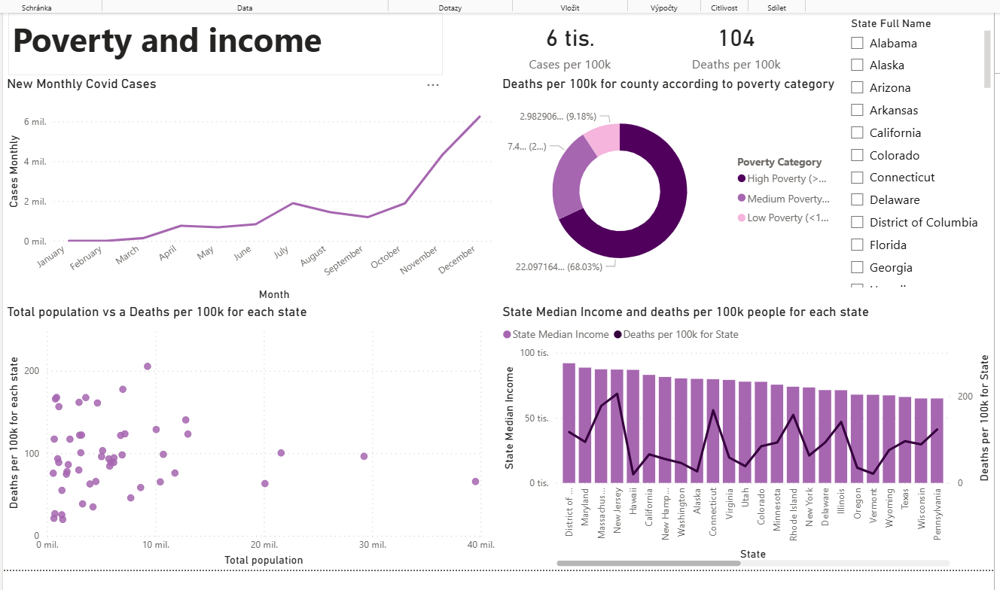 Schránka
Data
Dotazy
Vložit
Výpočty
Citlivost
Sdílet
Poverty and income
6 tis.
Cases per 100k
104
Deaths per 100k
State Full Name
Alabama
Alaska
Arizona
Arkansas
California
Colorado
Connecticut
Delaware
District of Columbia
Florida
Georgia
New Monthly Covid Cases
...
Cases Monthly
6 mil.
4 mil.
2 mil.
0 mil.
January
February
March
April
May
June
July
August
September
October
November
December
Month
Deaths per 100k for county according to poverty category
2.982906... (9.18%)
7.4... (2...)
22.097164... (68.03%)
Poverty Category
High Poverty (>...
Medium Poverty...
Low Poverty (<1...
Total population vs a Deaths per 100k for each state
Deaths per 100k for each state
200
100
0
0 mil.
10 mil.
20 mil.
30 mil.
40 mil.
Total population
State Median Income and deaths per 100k people for each state
State Median Income
Deaths per 100k for State
State Median Income
100 tis.
50 tis.
0 tis.
200
0
Deaths per 100k for State
District of ...
Maryland
Massachus...
New Jersey
Hawaii
California
New Hamp...
Washington
Alaska
Connecticut
Virginia
Utah
Colorado
Minnesota
Rhode Island
New York
Delaware
Illinois
Oregon
Vermont
Wyoming
Texas
Wisconsin
Pennsylvania
State